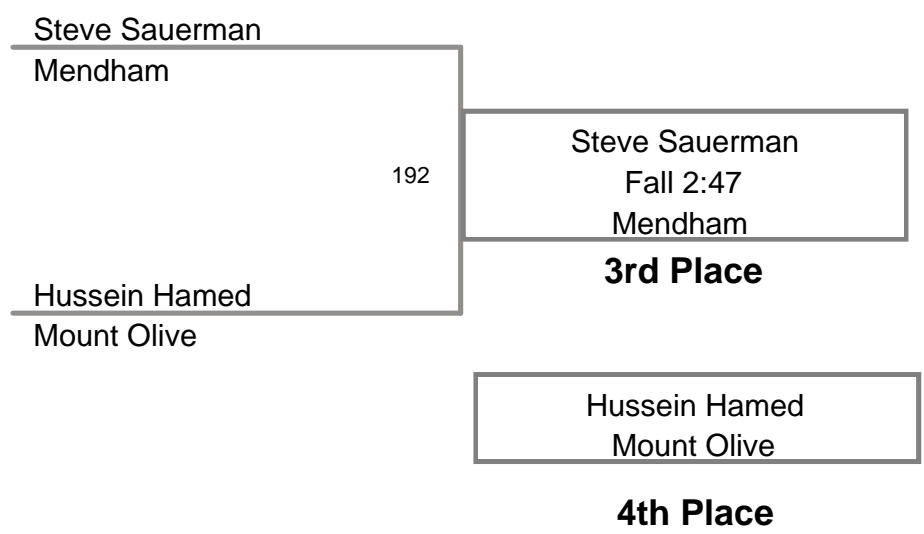 Steve Sauerman
Mendham
192
Steve Sauerman
Fall 2:47
Mendham
3rd Place
Hussein Hamed
Mount Olive
Hussein Hamed
Mount Olive
4th Place